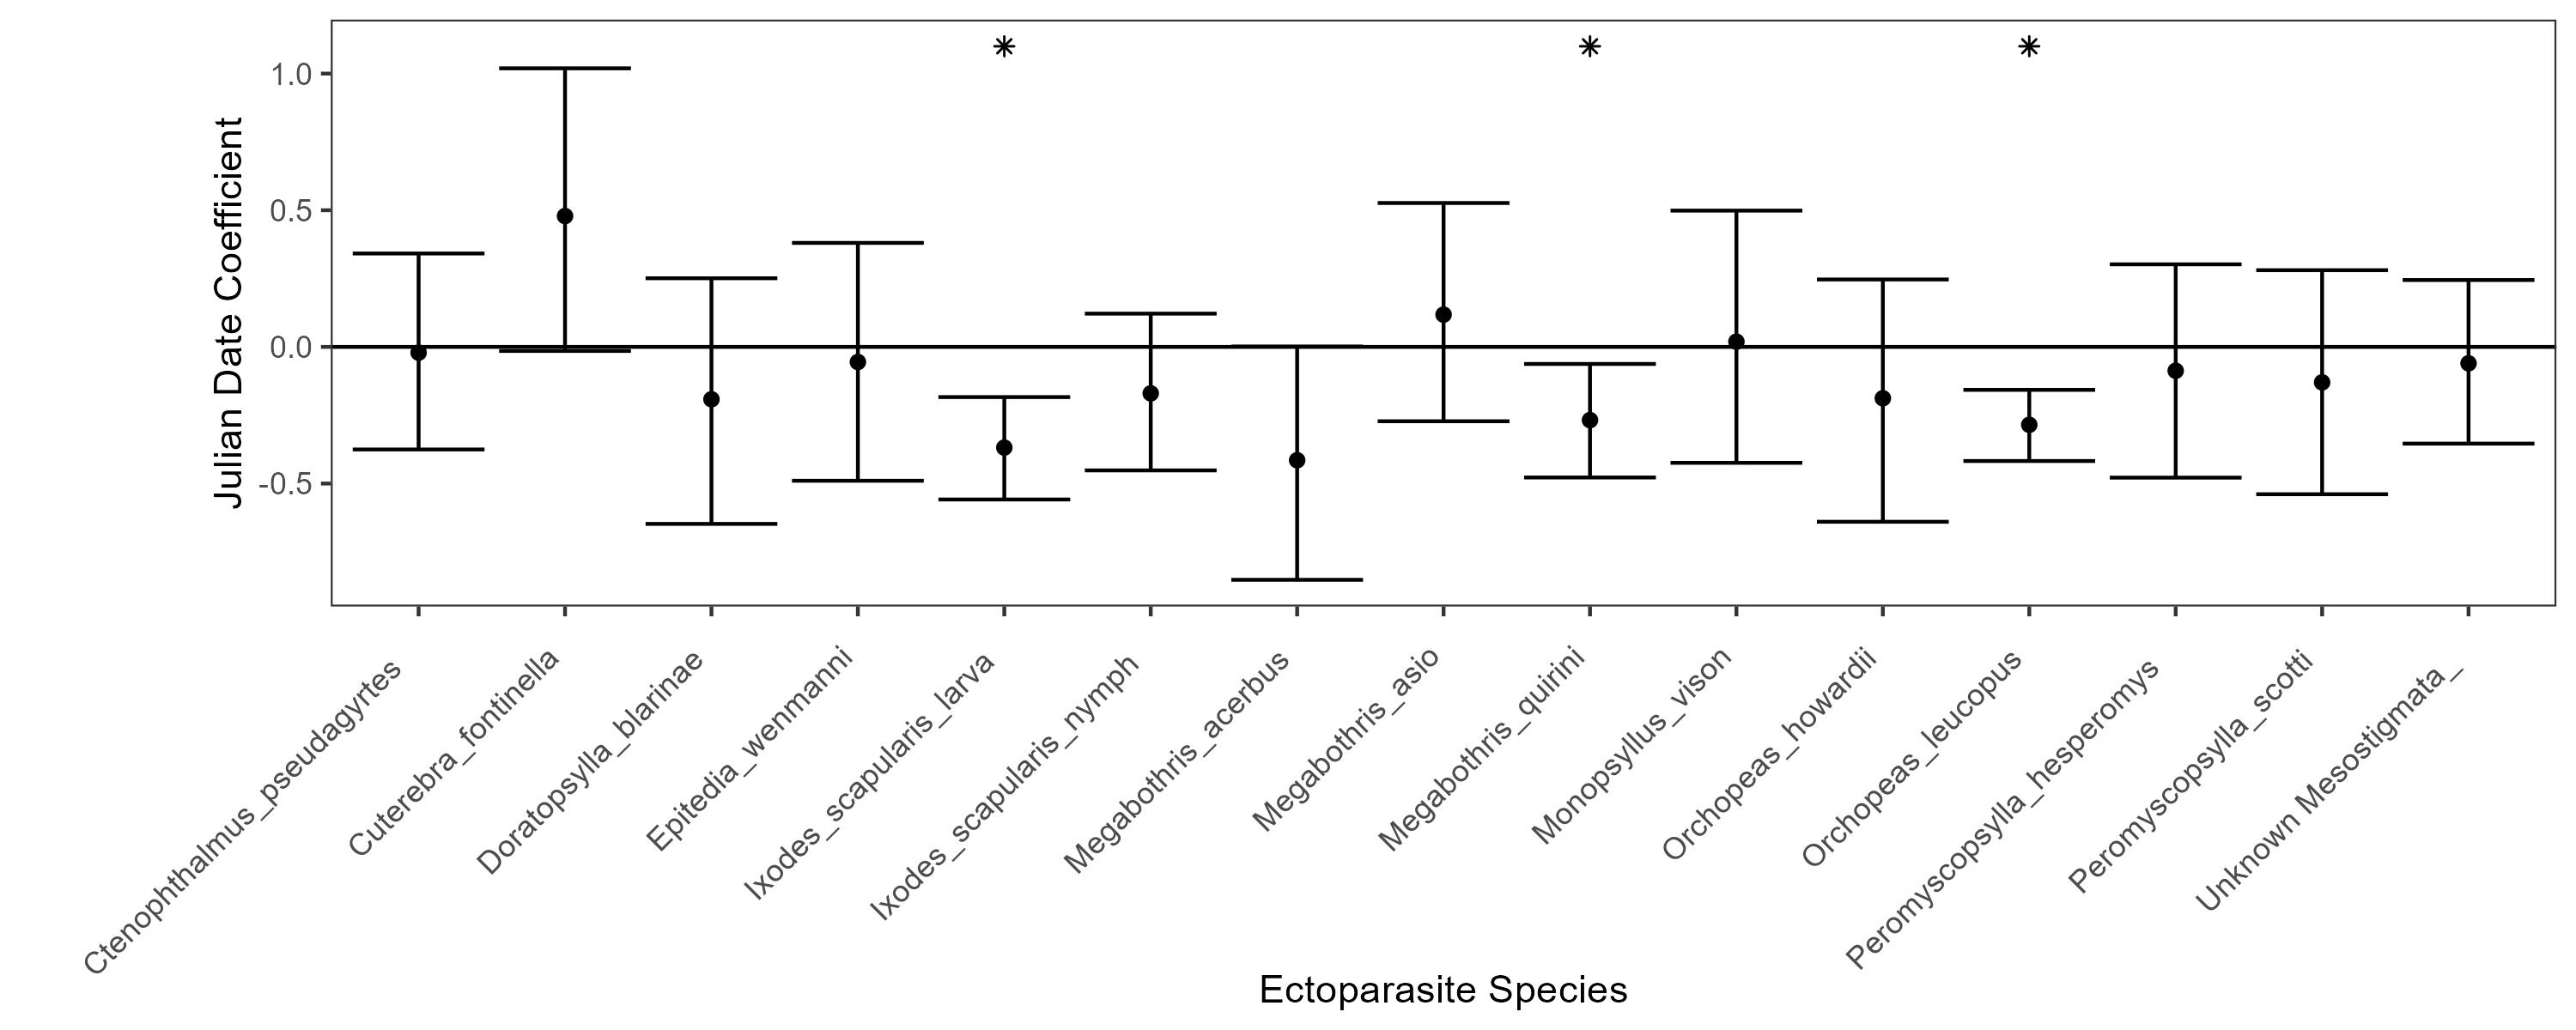 * * *
1.0
0.5
0.0
-0.5
Julian Date Coefficient
Ctenophthalmus_pseudagyrtes
Cuterebra_fontinella
Doratopsylla_blarinae
Epitedia_wenmanni
Ixodes_scapularis_larva
Ixodes_scapularis_nymph
Megabothris_acerbus
Megabothris_asio
Megabothris_quirini
Monopsyllus_vison
Orchopeas_howardii
Orchopeas_leucopus
Peromyscopsylla_hesperomys
Peromyscopsylla_scotti
Unknown Mesostigmata_
Ectoparasite Species